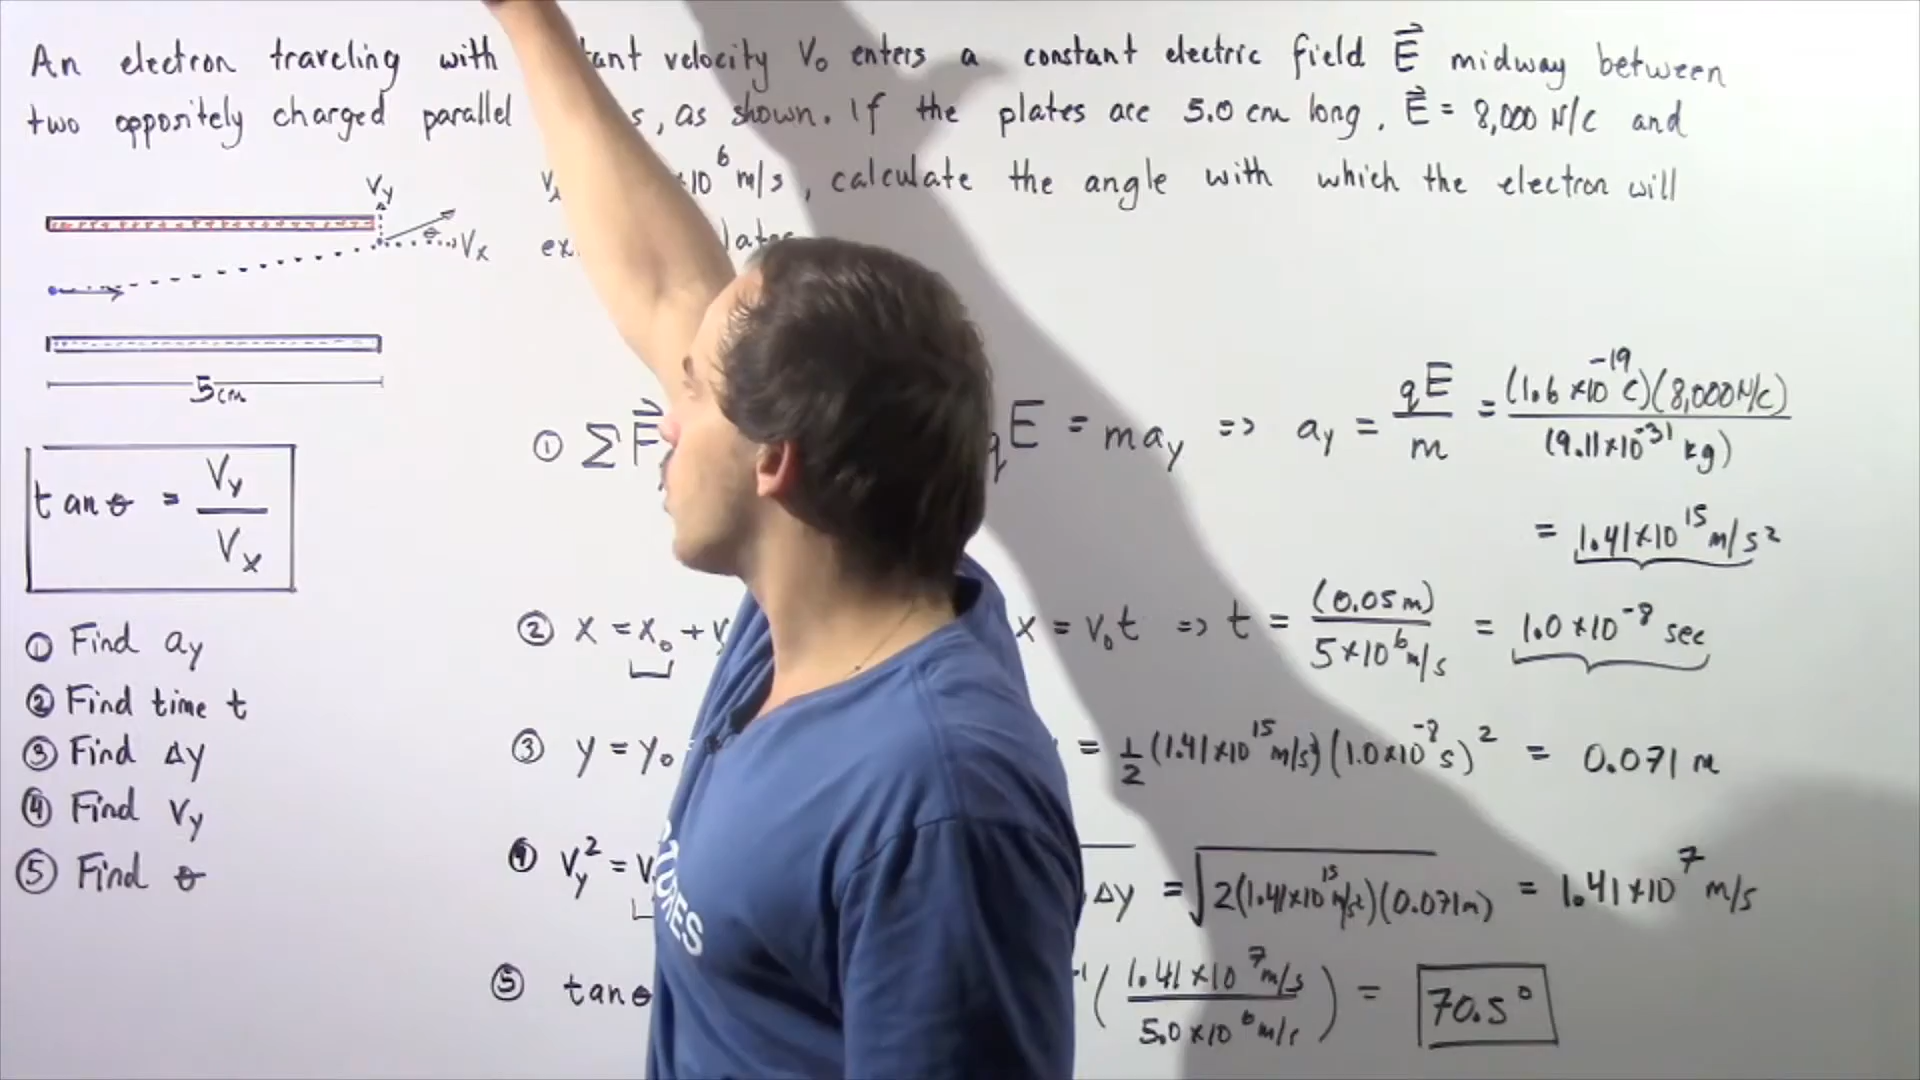 An electron traveling with tant velocity V₀ enters a constant electric field E⃗ midway between
two oppositely charged parallel s, as shown. If the plates are 5.0 cm long, E⃗ = 8,000 N/C and
×10⁶ m/s, calculate the angle with which the electron will
ex
Vy
θ
Vx
5cm
tanθ = Vy/Vx
① Find ay
② Find time t
③ Find Δy
④ Find Vy
⑤ Find θ
① ΣF⃗ qE = may => ay = qE/m = (1.6×10⁻¹⁹ C)(8,000 N/C)/(9.11×10⁻³¹ kg)
= 1.41×10¹⁵ m/s²
② x = x₀ + v x = v₀t => t = (0.05m)/5×10⁶ m/s = 1.0×10⁻⁸ sec
③ y = y₀ = 1/2 (1.41×10¹⁵ m/s²)(1.0×10⁻⁸ s)² = 0.071 m
④ Vy² = V Δy = √2(1.41×10¹⁵ m/s²)(0.071m) = 1.41×10⁷ m/s
⑤ tanθ ⁻¹ (1.41×10⁷ m/s / 5.0×10⁶ m/s) = 70.5°